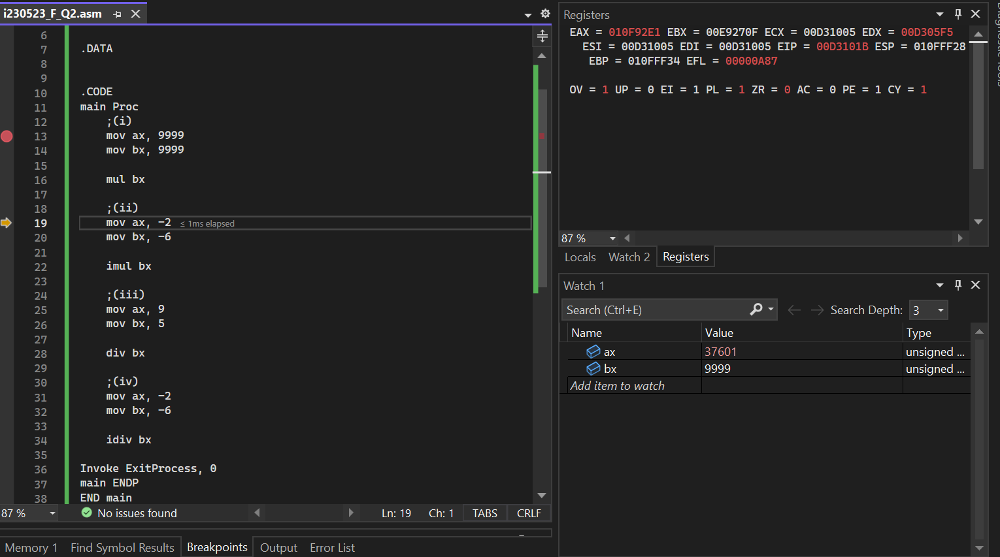 i230523_F_Q2.asm
6
7 .DATA
8
9
10 .CODE
11 main Proc
12 ;(i)
13 mov ax, 9999
14 mov bx, 9999
15
16 mul bx
17
18 ;(ii)
19 mov ax, -2 ≤ 1ms elapsed
20 mov bx, -6
21
22 imul bx
23
24 ;(iii)
25 mov ax, 9
26 mov bx, 5
27
28 div bx
29
30 ;(iv)
31 mov ax, -2
32 mov bx, -6
33
34 idiv bx
35
36 Invoke ExitProcess, 0
37 main ENDP
38 END main
87 % No issues found Ln: 19 Ch: 1 TABS CRLF
Memory 1 Find Symbol Results Breakpoints Output Error List
Registers
EAX = 010F92E1 EBX = 00E9270F ECX = 00D31005 EDX = 00D305F5
ESI = 00D31005 EDI = 00D31005 EIP = 00D3101B ESP = 010FFF28
EBP = 010FFF34 EFL = 00000A87
OV = 1 UP = 0 EI = 1 PL = 1 ZR = 0 AC = 0 PE = 1 CY = 1
87 %
Locals Watch 2 Registers
Watch 1
Search (Ctrl+E) Search Depth: 3
Name Value Type
ax 37601 unsigned ...
bx 9999 unsigned ...
Add item to watch